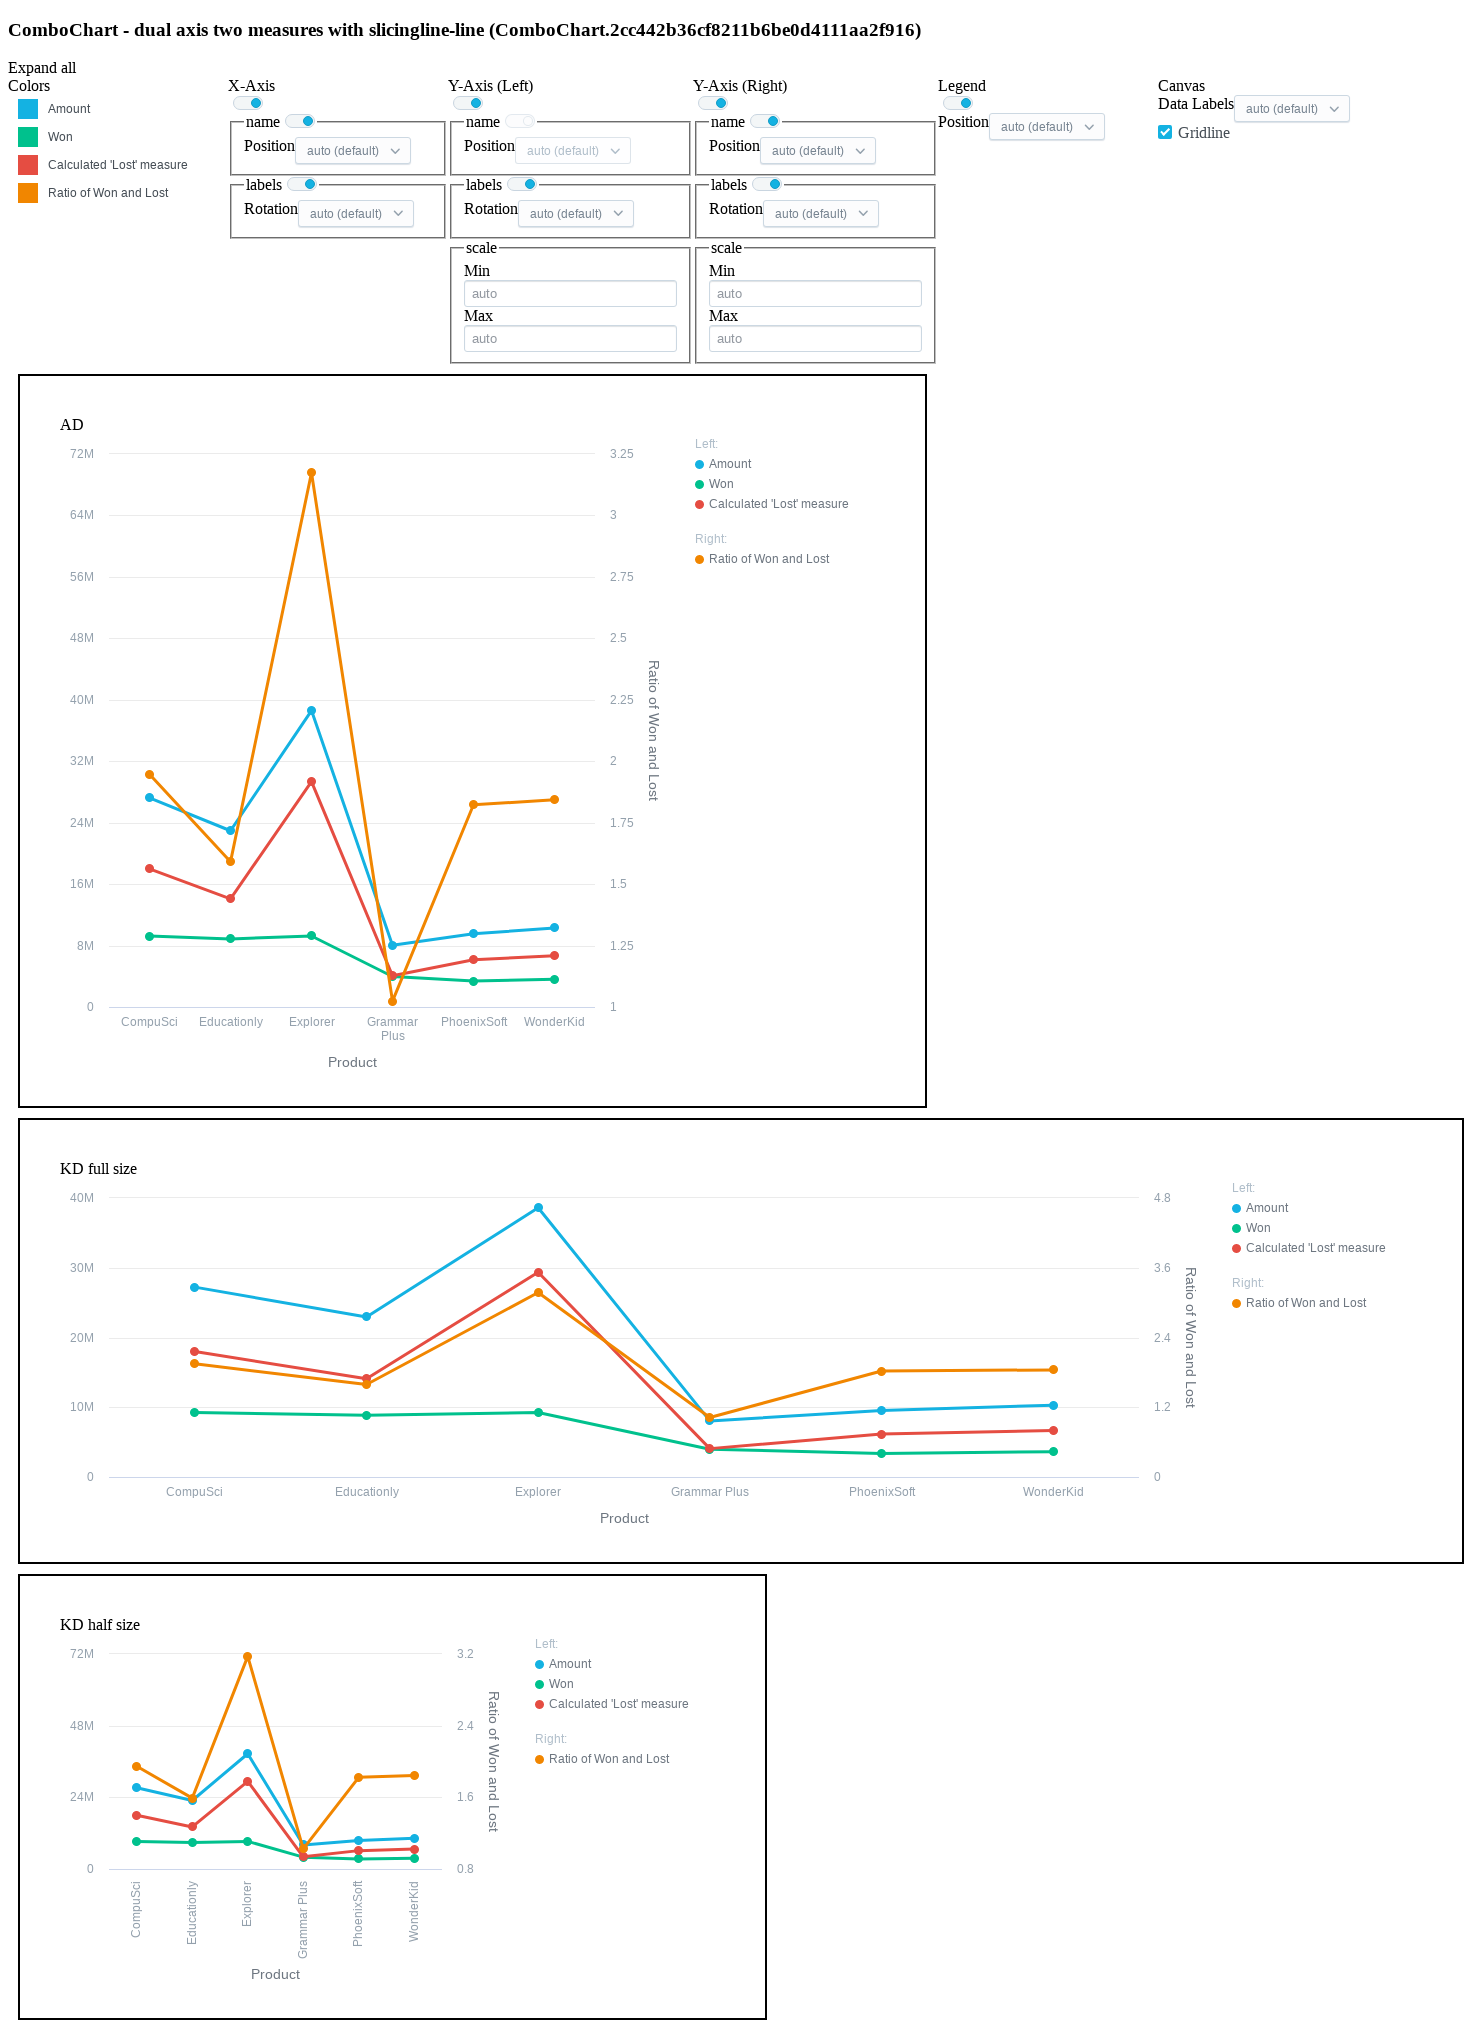 ComboChart - dual axis two measures with slicingline-line (ComboChart.2cc442b36cf8211b6be0d4111aa2f916)
Expand all
Colors
Amount
Won
Calculated 'Lost' measure
Ratio of Won and Lost
X-Axis
name
Position auto (default)
labels
Rotation auto (default)
Y-Axis (Left)
name
Position auto (default)
labels
Rotation auto (default)
scale
Min
auto
Max
auto
Y-Axis (Right)
name
Position auto (default)
labels
Rotation auto (default)
scale
Min
auto
Max
auto
Legend
Position auto (default)
Canvas
Data Labels auto (default)
Gridline
AD
72M
64M
56M
48M
40M
32M
24M
16M
8M
0
3.25
3
2.75
2.5
2.25
2
1.75
1.5
1.25
1
Ratio of Won and Lost
CompuSci
Educationly
Explorer
Grammar
Plus
PhoenixSoft
WonderKid
Product
Left:
Amount
Won
Calculated 'Lost' measure
Right:
Ratio of Won and Lost
KD full size
40M
30M
20M
10M
0
4.8
3.6
2.4
1.2
0
Ratio of Won and Lost
CompuSci
Educationly
Explorer
Grammar Plus
PhoenixSoft
WonderKid
Product
Left:
Amount
Won
Calculated 'Lost' measure
Right:
Ratio of Won and Lost
KD half size
72M
48M
24M
0
3.2
2.4
1.6
0.8
Ratio of Won and Lost
CompuSci
Educationly
Explorer
Grammar Plus
PhoenixSoft
WonderKid
Product
Left:
Amount
Won
Calculated 'Lost' measure
Right:
Ratio of Won and Lost